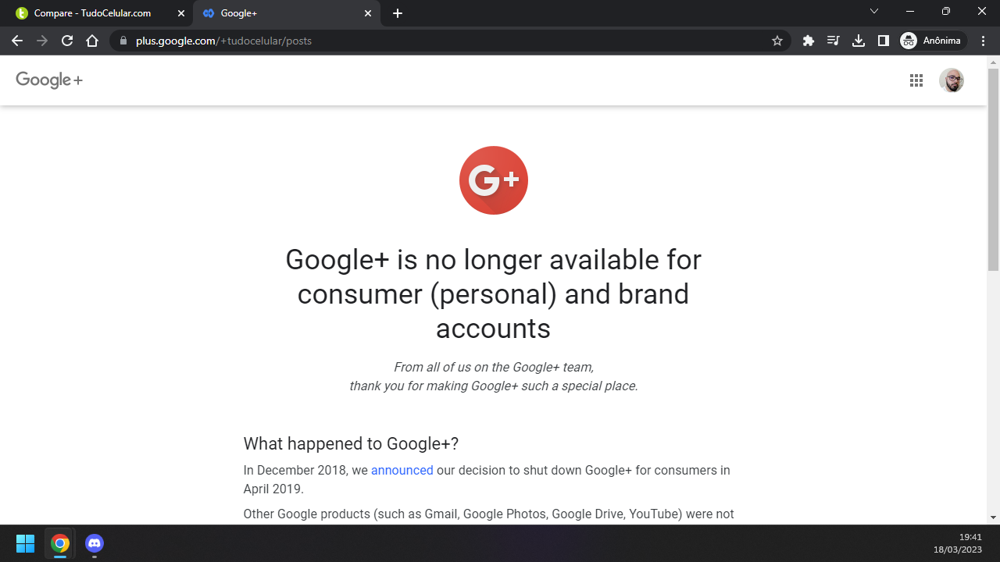 Compare - TudoCelular.com
Google+
plus.google.com/+tudocelular/posts
Anônima
Google+
G+
Google+ is no longer available for
consumer (personal) and brand
accounts
From all of us on the Google+ team,
thank you for making Google+ such a special place.
What happened to Google+?
In December 2018, we announced our decision to shut down Google+ for consumers in
April 2019.
Other Google products (such as Gmail, Google Photos, Google Drive, YouTube) were not
19:41
18/03/2023